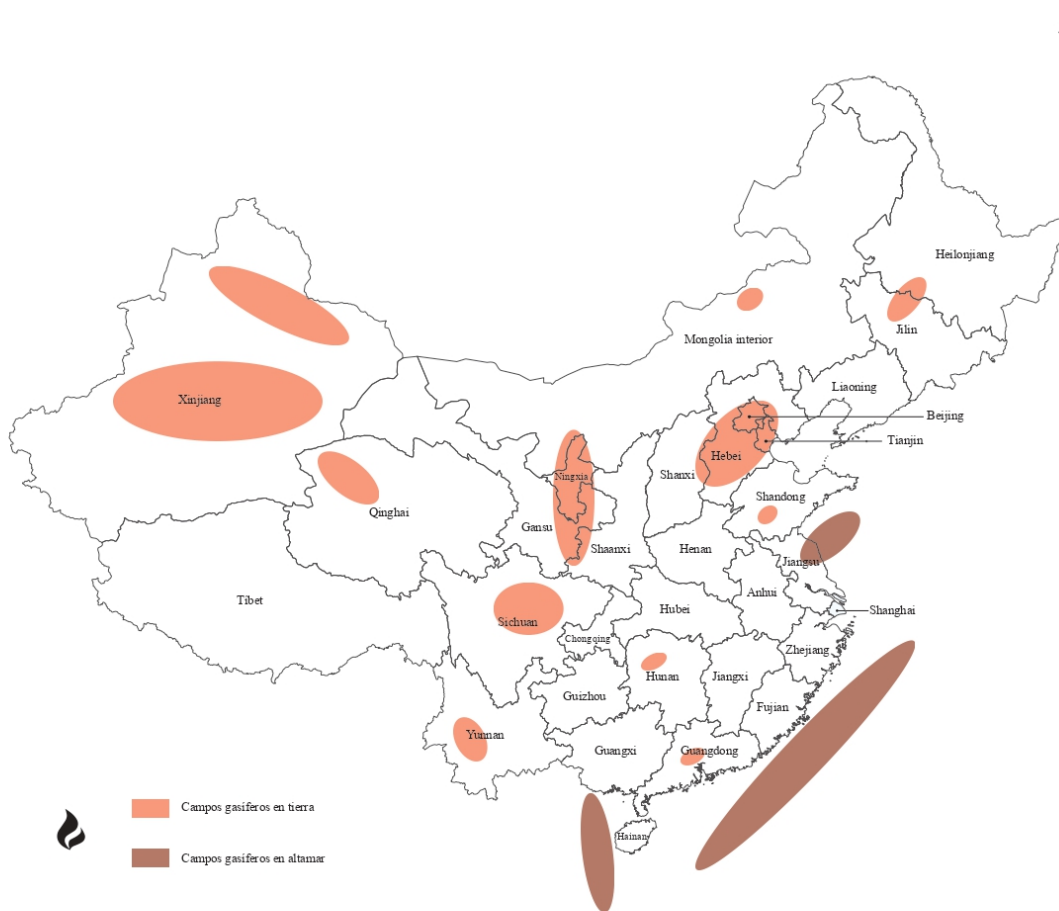 Heilonjiang
Jilin
Mongolia interior
Liaoning
Xinjiang
Beijing
Tianjin
Hebei
Shanxi
Ningxia
Shandong
Qinghai
Gansu
Shaanxi
Henan
Jiangsu
Anhui
Tibet
Hubei
Shanghai
Sichuan
Chongqing
Zhejiang
Hunan
Jiangxi
Guizhou
Fujian
Yunnan
Guangxi
Guangdong
Campos gasiferos en tierra
Hainan
Campos gasiferos en altamar